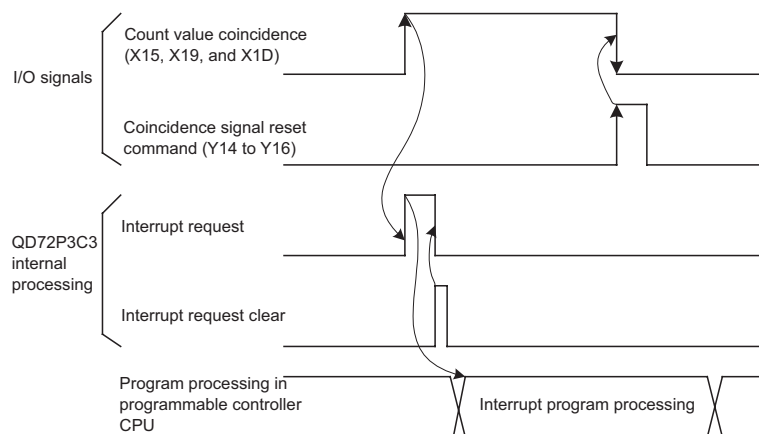 Count value coincidence
(X15, X19, and X1D)
I/O signals
Coincidence signal reset
command (Y14 to Y16)
QD72P3C3
internal
processing
Interrupt request
Interrupt request clear
Program processing in
programmable controller
CPU
Interrupt program processing